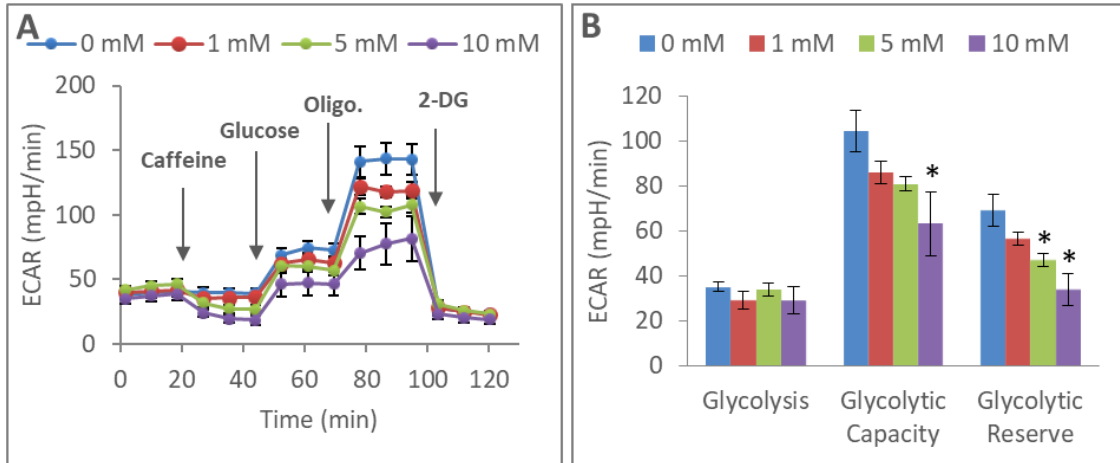 A
0 mM 1 mM 5 mM 10 mM
200
150
100
50
0
ECAR (mpH/min)
Caffeine
Glucose
Oligo.
2-DG
0 20 40 60 80 100 120
Time (min)
B
0 mM 1 mM 5 mM 10 mM
120
100
80
60
40
20
0
ECAR (mpH/min)
*
*
*
Glycolysis
Glycolytic
Capacity
Glycolytic
Reserve